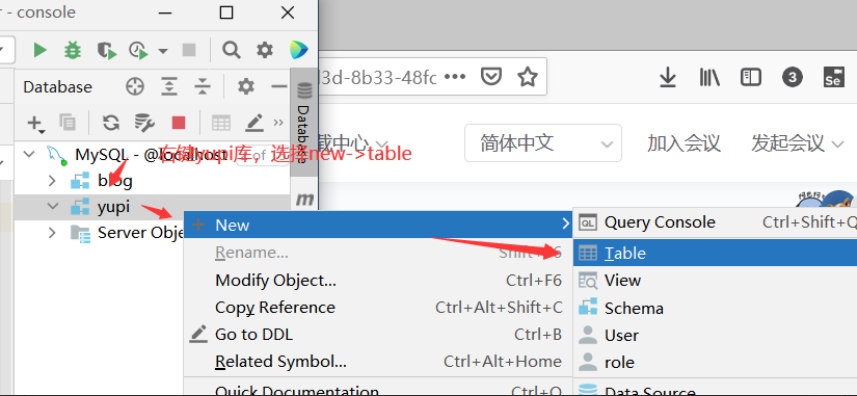 - console
Database
3d-8b33-48fc
3
Se
Database
MySQL - @localhost
of
右键yupi库，选择new->table
载中心
简体中文
加入会议
发起会议
blog
yupi
m
Server Obje
New
QL Query Console Ctrl+Shift+Q
Rename...
Table
Modify Object... Ctrl+F6
View
Copy Reference Ctrl+Alt+Shift+C
Schema
Go to DDL Ctrl+B
User
Related Symbol... Ctrl+Alt+Home
role
Quick Documentation Ctrl+Q
Data Source